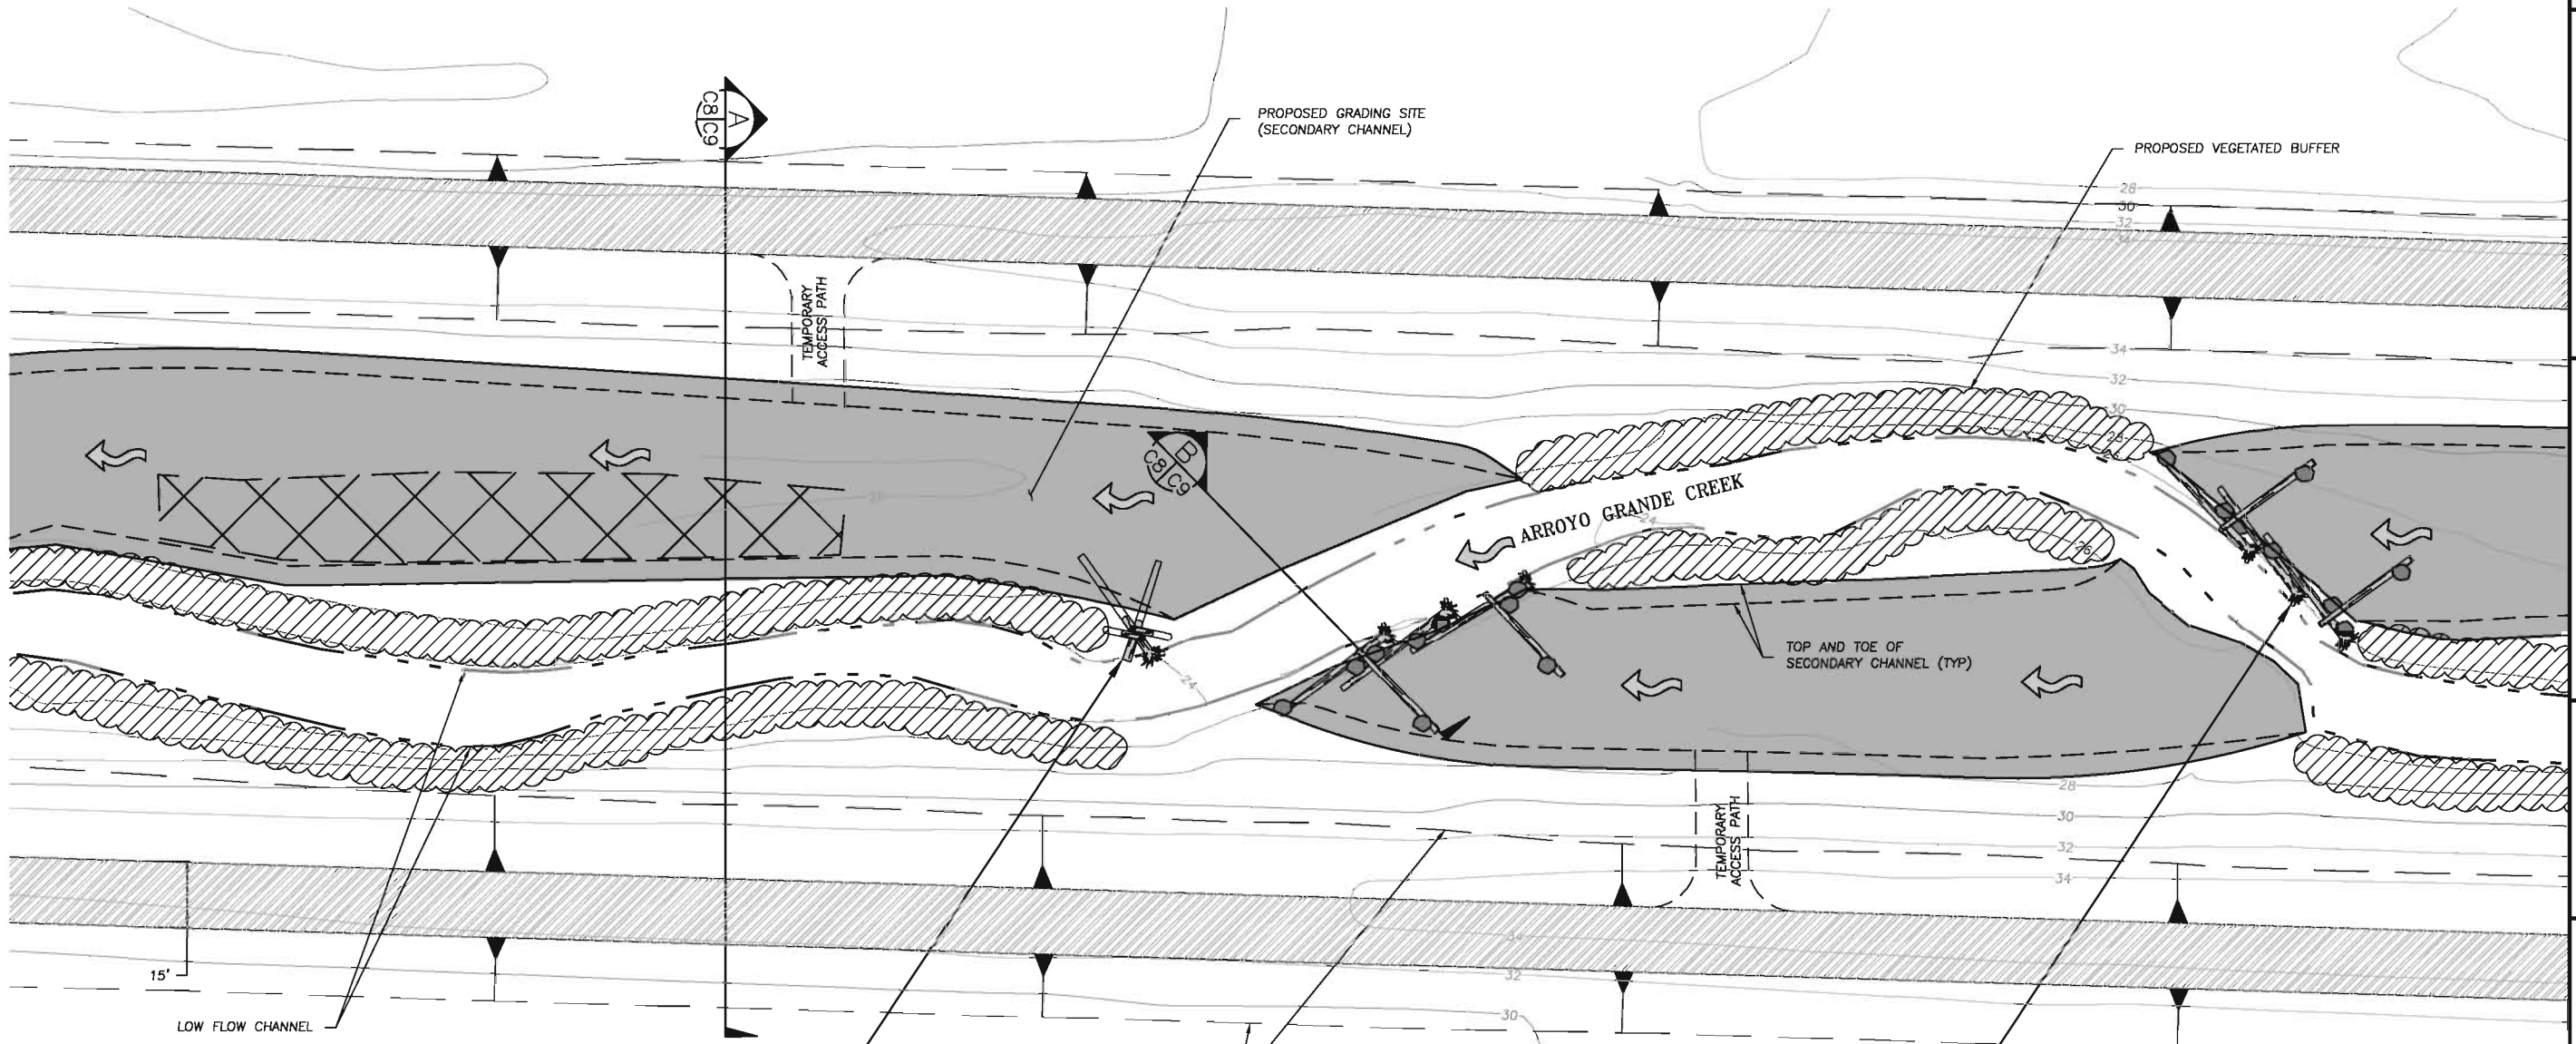 A
C8 C9
PROPOSED GRADING SITE
(SECONDARY CHANNEL)
PROPOSED VEGETATED BUFFER
28
30
32
34
TEMPORARY
ACCESS PATH
34
32
30
28
B
C8 C9
26
ARROYO GRANDE CREEK
24
26
24
TOP AND TOE OF
SECONDARY CHANNEL (TYP)
28
30
32
34
TEMPORARY
ACCESS PATH
34
32
30
15'
LOW FLOW CHANNEL